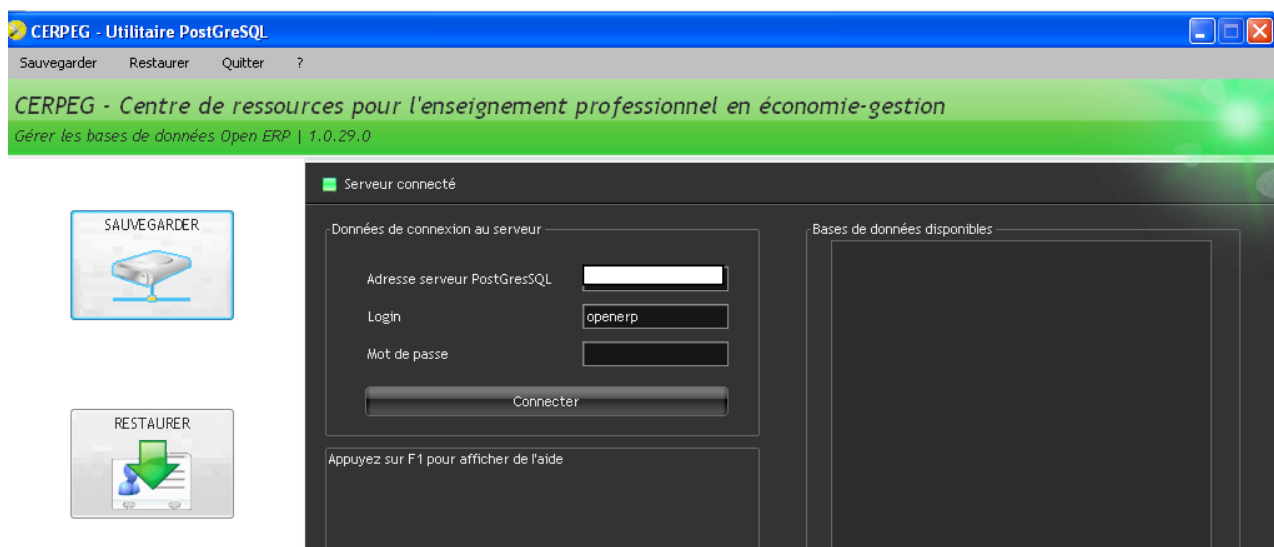 CERPEG - Utilitaire PostGreSQL
Sauvegarder Restaurer Quitter ?
CERPEG - Centre de ressources pour l'enseignement professionnel en économie-gestion
Gérer les bases de données Open ERP | 1.0.29.0
SAUVEGARDER
RESTAURER
Serveur connecté
Données de connexion au serveur
Adresse serveur PostGresSQL
Login openerp
Mot de passe
Connecter
Appuyez sur F1 pour afficher de l'aide
Bases de données disponibles